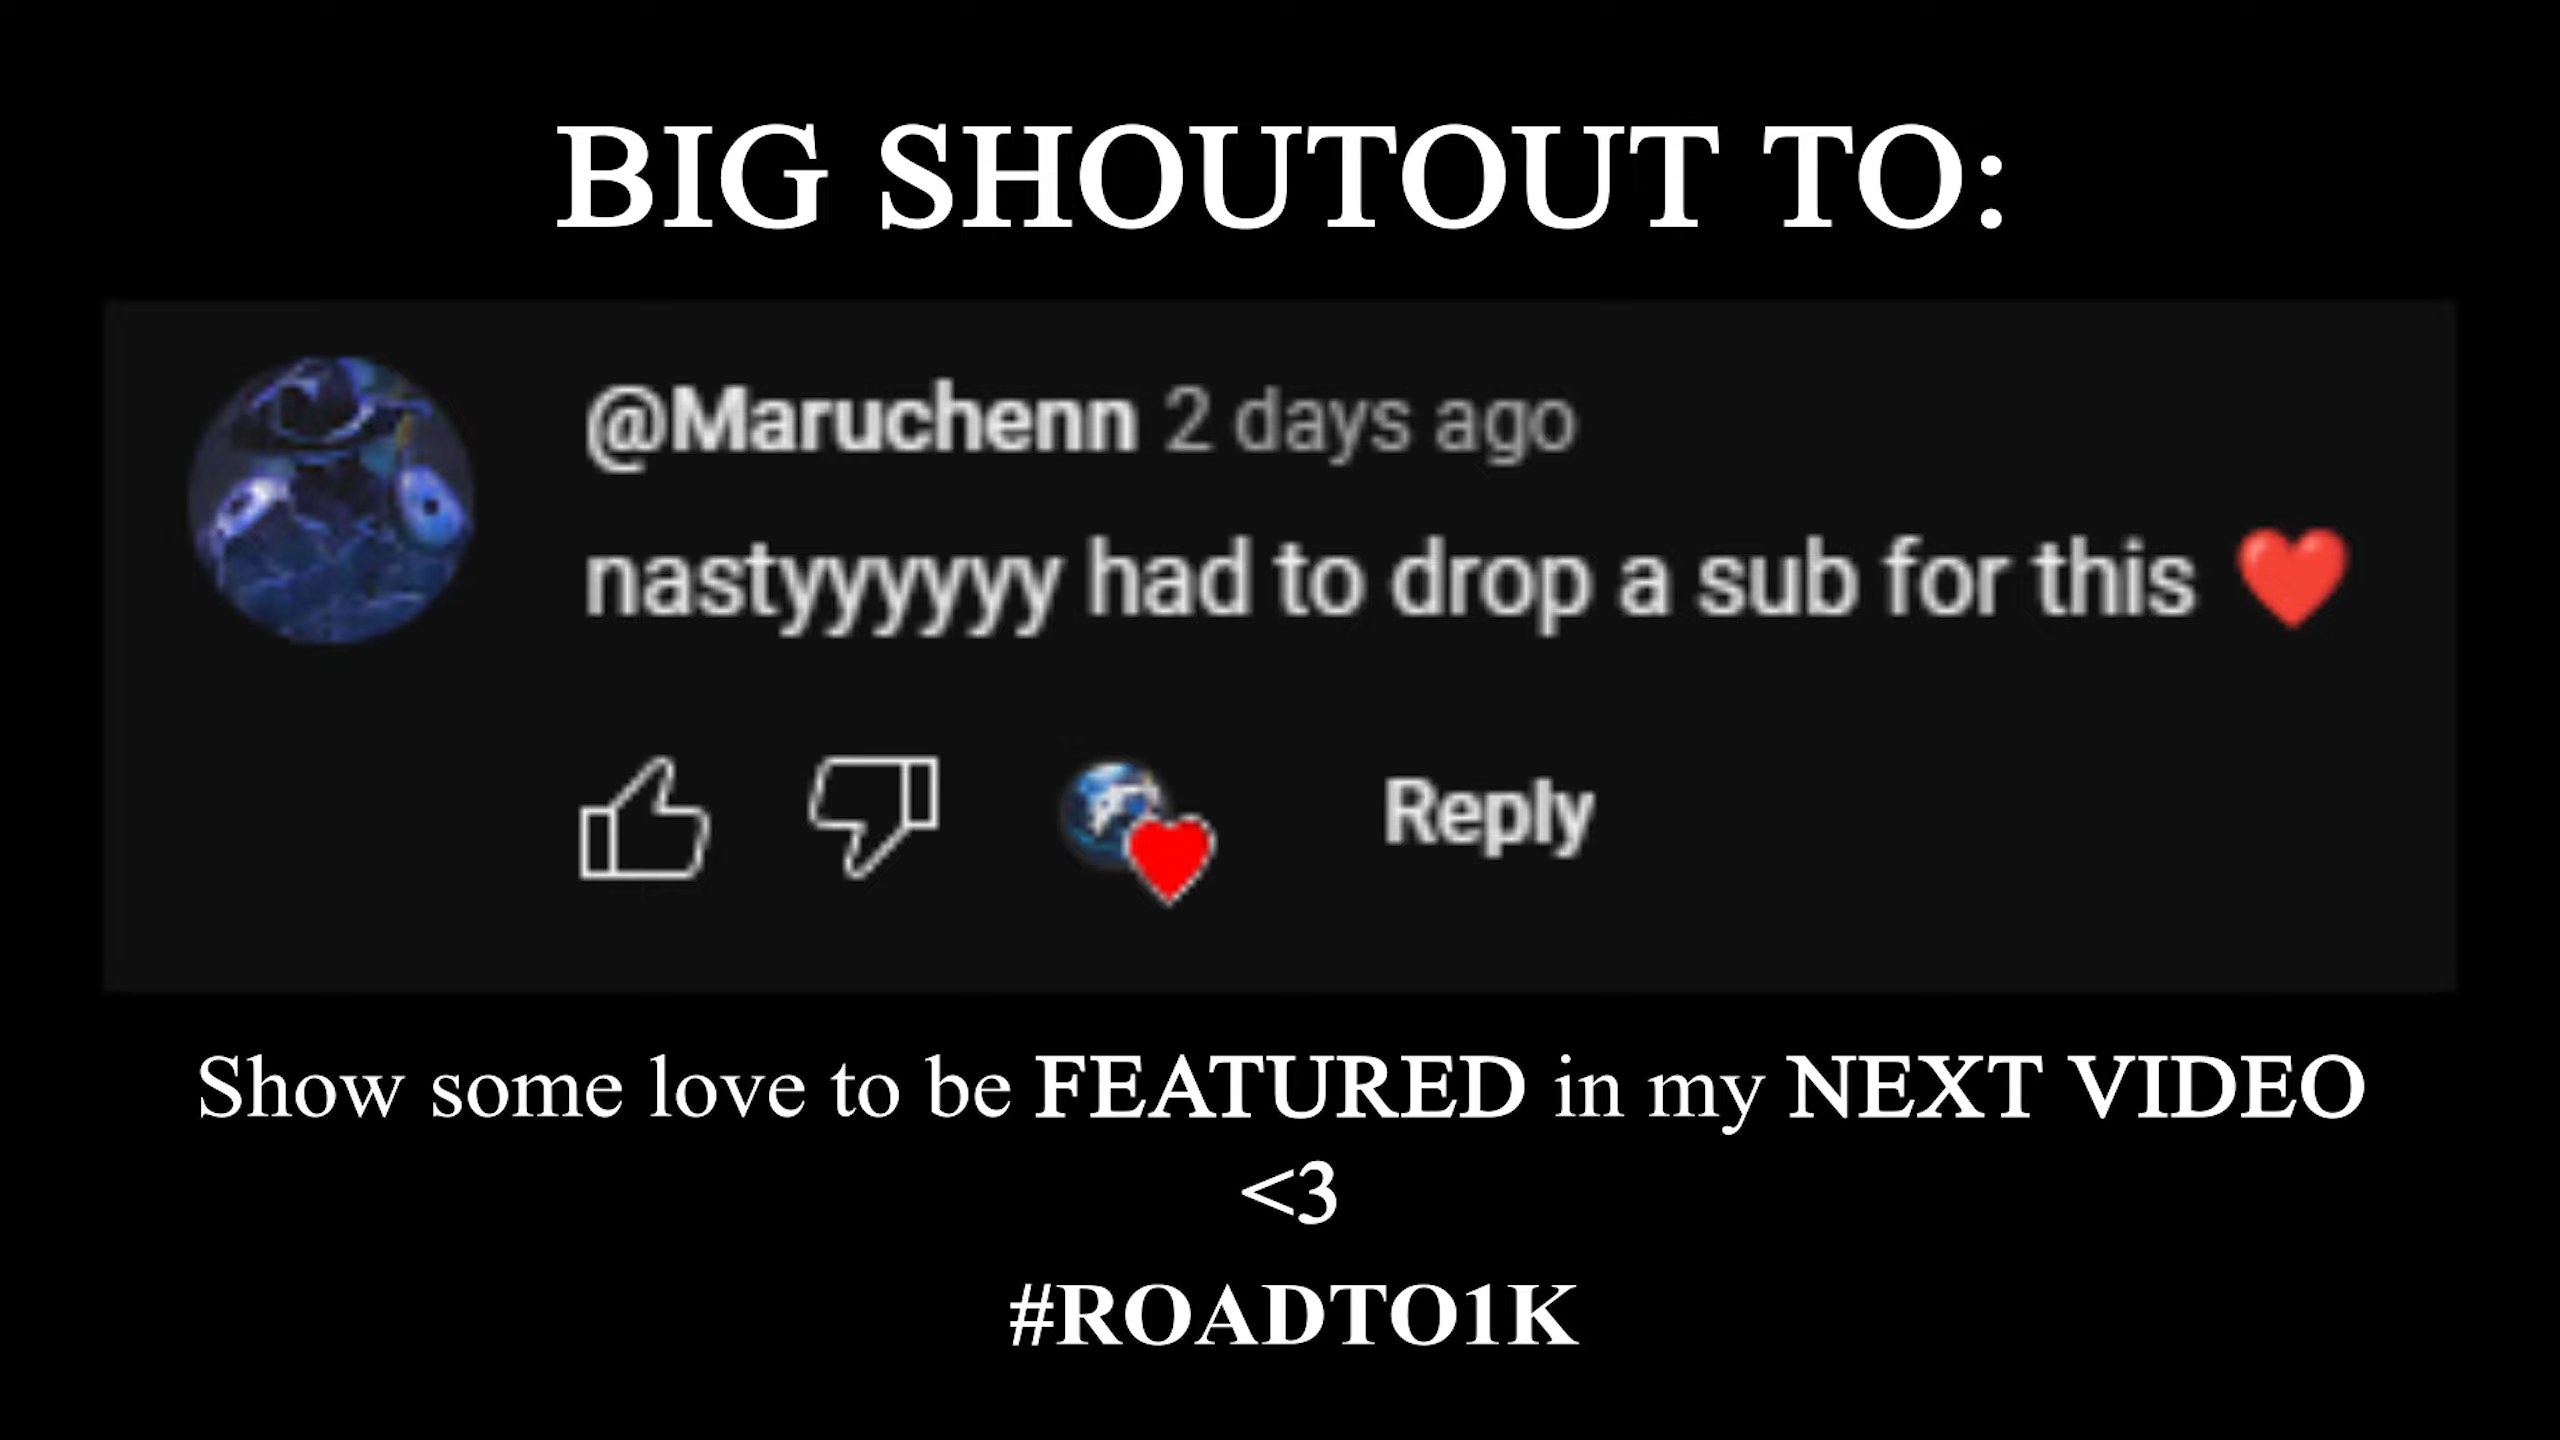 BIG SHOUTOUT TO:
@Maruchenn 2 days ago
nastyyyyyy had to drop a sub for this ❤️
Reply
Show some love to be FEATURED in my NEXT VIDEO
<3
#ROADTO1K